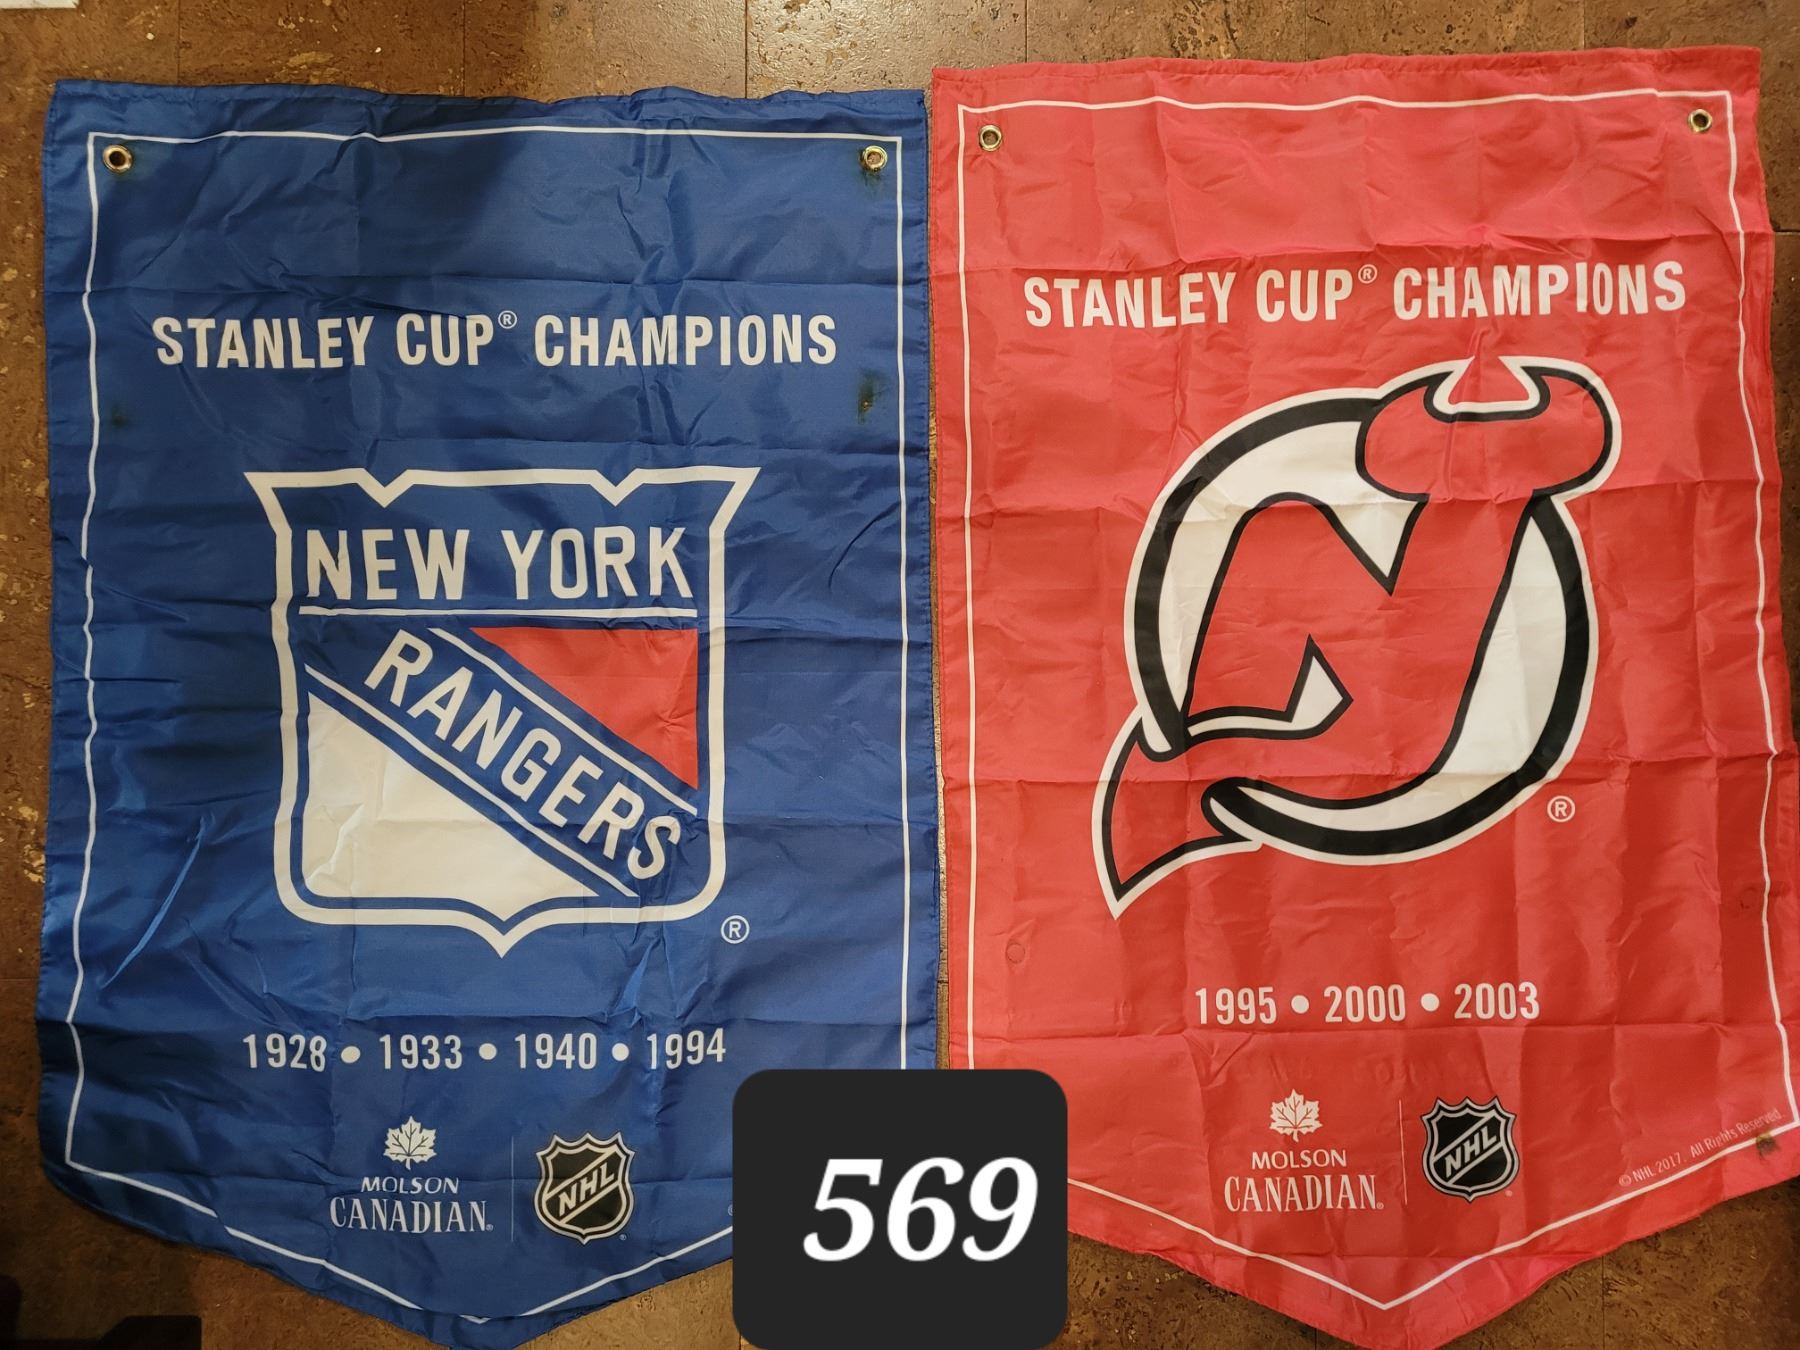 STANLEY CUP® CHAMPIONS
NEW YORK
RANGERS
®
1928 • 1933 • 1940 • 1994
MOLSON
CANADIAN®
NHL®
STANLEY CUP® CHAMPIONS
®
1995 • 2000 • 2003
MOLSON
CANADIAN®
NHL®
© NHL 2017. All Rights Reserved.
569